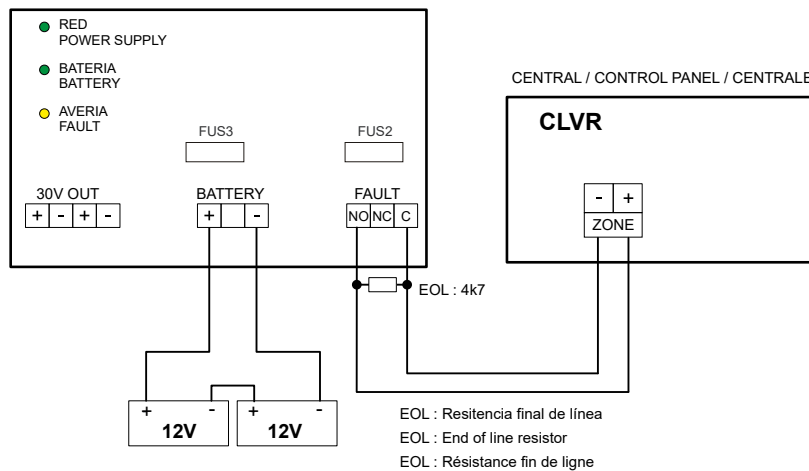 RED
POWER SUPPLY
BATERIA
BATTERY
AVERIA
FAULT
FUS3
FUS2
30V OUT
+ - + -
BATTERY
+ -
FAULT
NO NC C
EOL : 4k7
+ - + -
12V 12V
CENTRAL / CONTROL PANEL / CENTRALE
CLVR
- +
ZONE
EOL : Resitencia final de línea
EOL : End of line resistor
EOL : Résistance fin de ligne